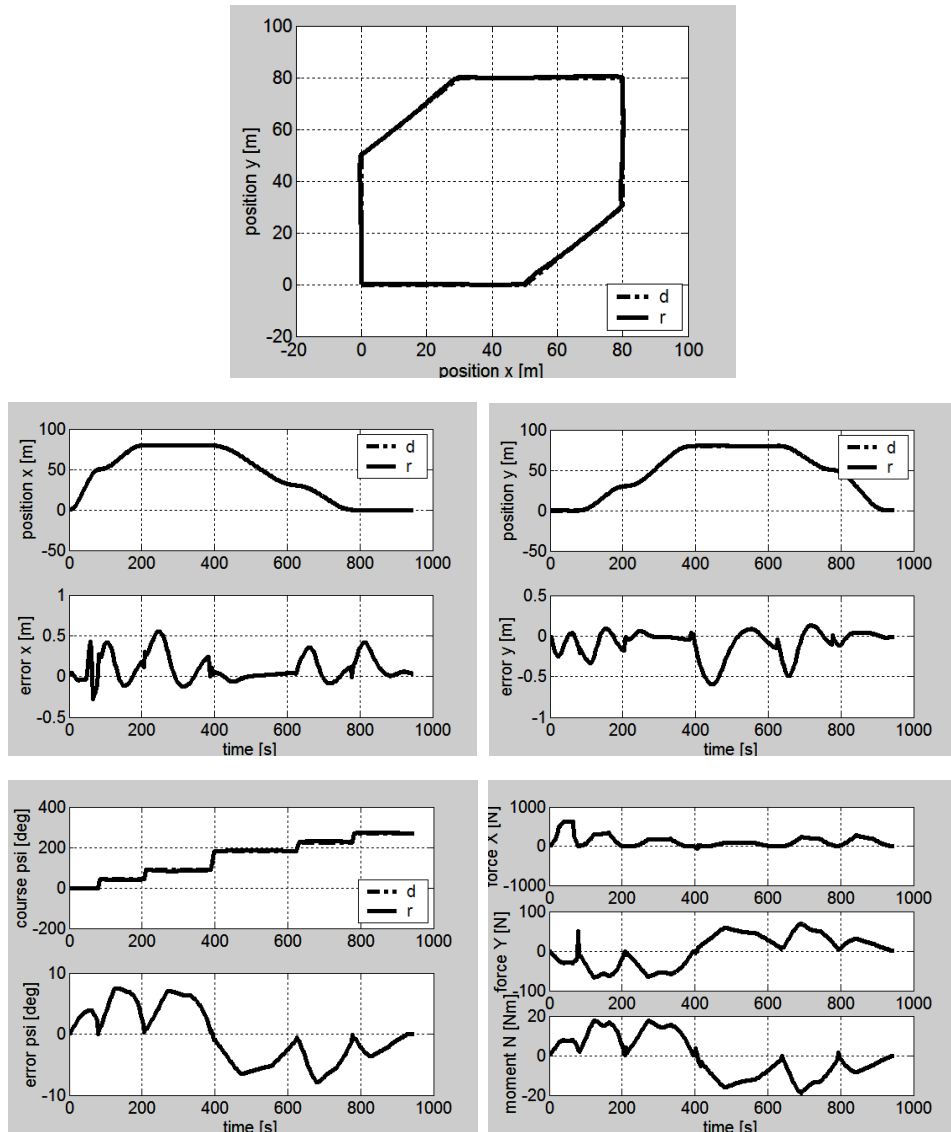 100
80
60
40
20
0
-20
position y [m]
-20 0 20 40 60 80 100
position x [m]
d
r
100
50
0
-50
position x [m]
0 200 400 600 800 1000
d
r
1
0.5
0
-0.5
error x [m]
0 200 400 600 800 1000
time [s]
100
50
0
-50
position y [m]
0 200 400 600 800 1000
d
r
0.5
0
-0.5
-1
error y [m]
0 200 400 600 800 1000
time [s]
400
200
0
-200
course psi [deg]
0 200 400 600 800 1000
d
r
10
0
-10
error psi [deg]
0 200 400 600 800 1000
time [s]
1000
0
-1000
force X [N]
0 200 400 600 800 1000
100
0
-100
force Y [N]
0 200 400 600 800 1000
20
0
-20
moment N [Nm]
0 200 400 600 800 1000
time [s]